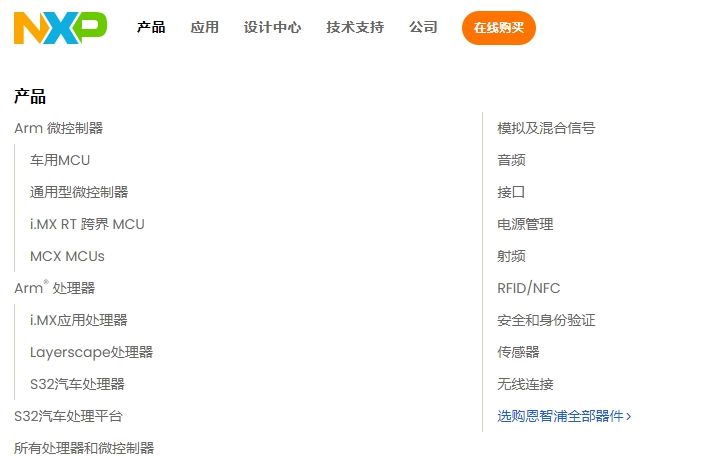 NXP
产品 应用 设计中心 技术支持 公司 在线购买
产品
Arm 微控制器
车用MCU
通用型微控制器
i.MX RT 跨界 MCU
MCX MCUs
Arm® 处理器
i.MX应用处理器
Layerscape处理器
S32汽车处理器
S32汽车处理平台
所有处理器和微控制器
模拟及混合信号
音频
接口
电源管理
射频
RFID/NFC
安全和身份验证
传感器
无线连接
选购恩智浦全部器件>